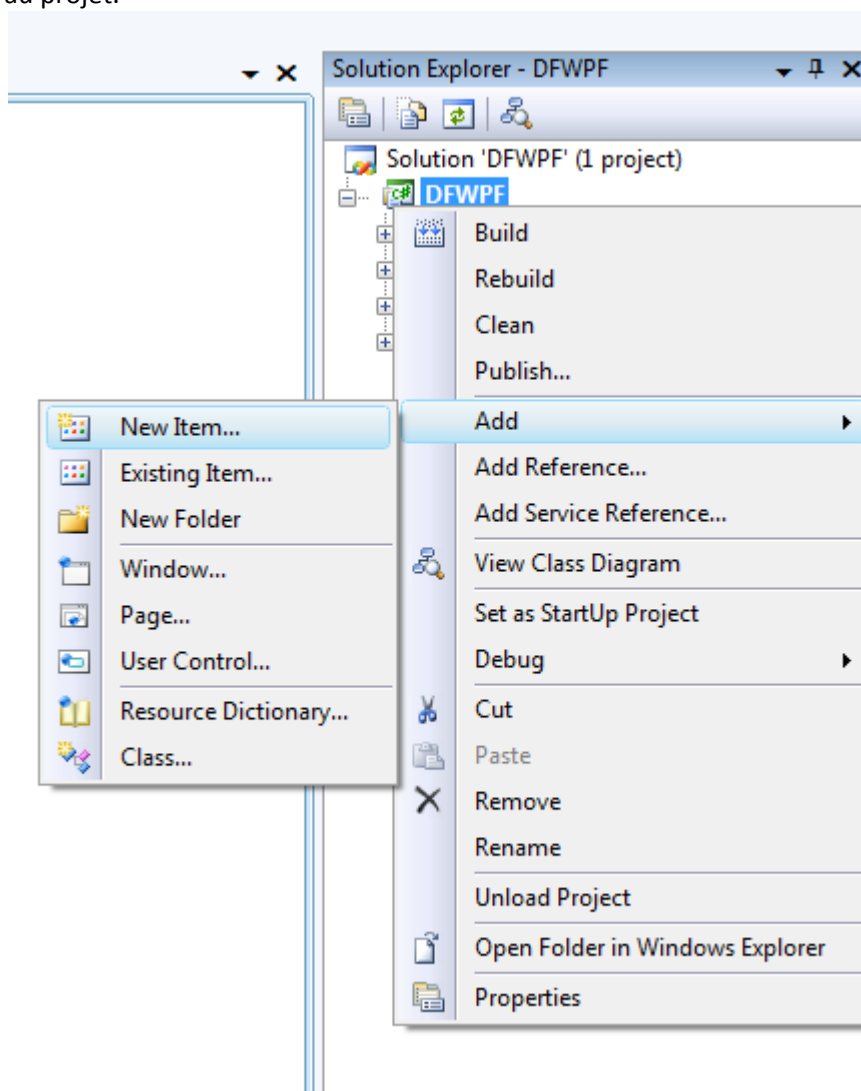 au projet.
Solution Explorer - DFWPF
Solution 'DFWPF' (1 project)
DFWPF
Build
Rebuild
Clean
Publish...
Add
Add Reference...
Add Service Reference...
View Class Diagram
Set as StartUp Project
Debug
Cut
Paste
Remove
Rename
Unload Project
Open Folder in Windows Explorer
Properties
New Item...
Existing Item...
New Folder
Window...
Page...
User Control...
Resource Dictionary...
Class...